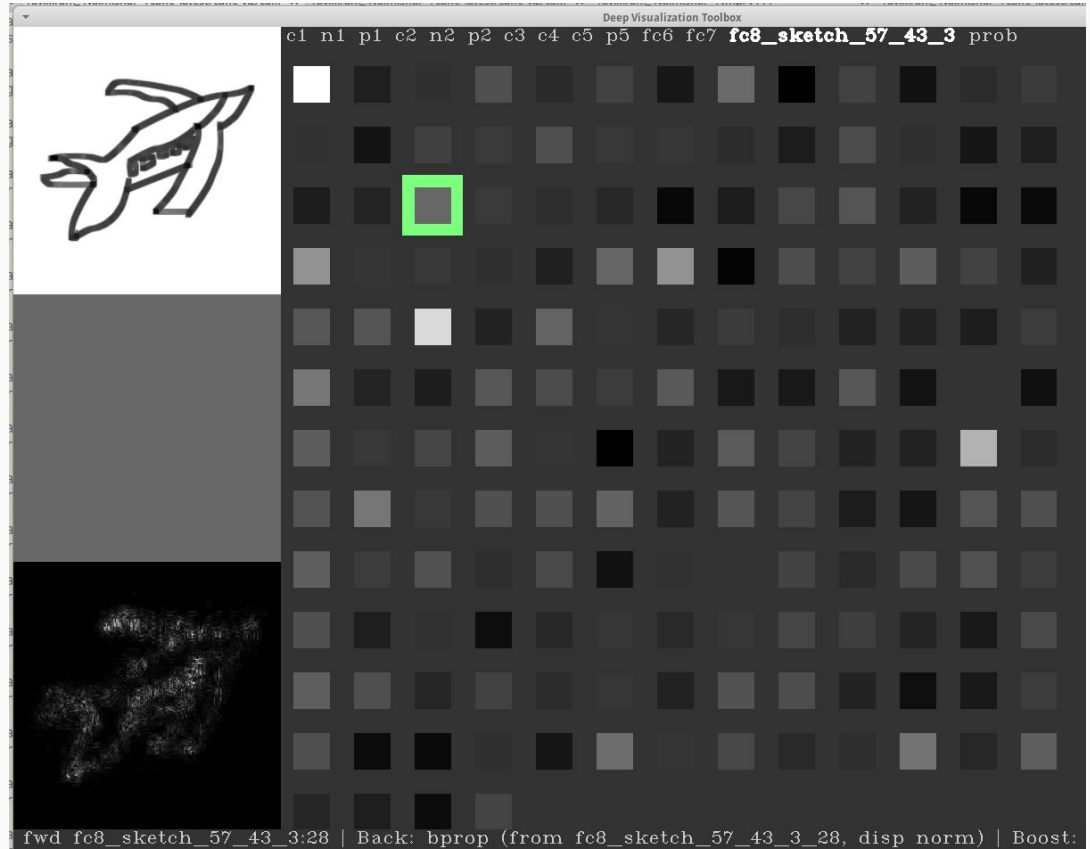 Deep Visualization Toolbox
c1 n1 p1 c2 n2 p2 c3 c4 c5 p5 fc6 fc7 fc8_sketch_57_43_3 prob
fwd fc8_sketch_57_43_3:28 | Back: bprop (from fc8_sketch_57_43_3_28, disp norm) | Boost: